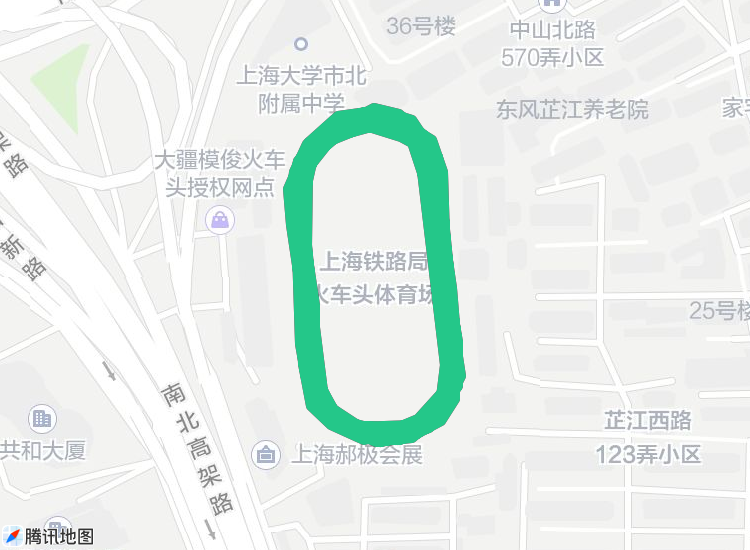 36号楼
中山北路
570弄小区
上海大学市北
附属中学
东风芷江养老院
大疆模俊火车
头授权网点
路
新
路
上海铁路局
火车头体育场
25号楼
南
北
高
架
路
芷江西路
123弄小区
共和大厦
上海郝极会展
腾讯地图